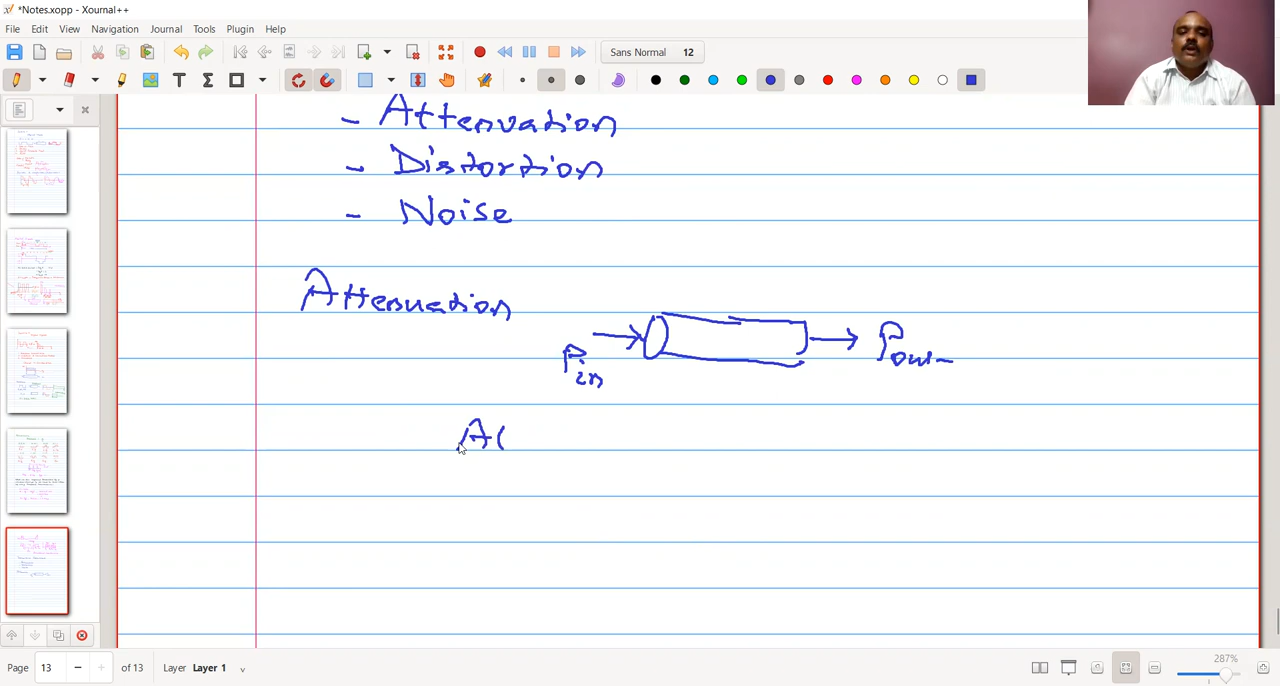 *Notes.xopp - Xournal++
File Edit View Navigation Journal Tools Plugin Help
Sans Normal 12
- Attenuation
- Distortion
- Noise
Attenuation
Pin
Pout
A(
Page 13 of 13 Layer Layer 1
287%